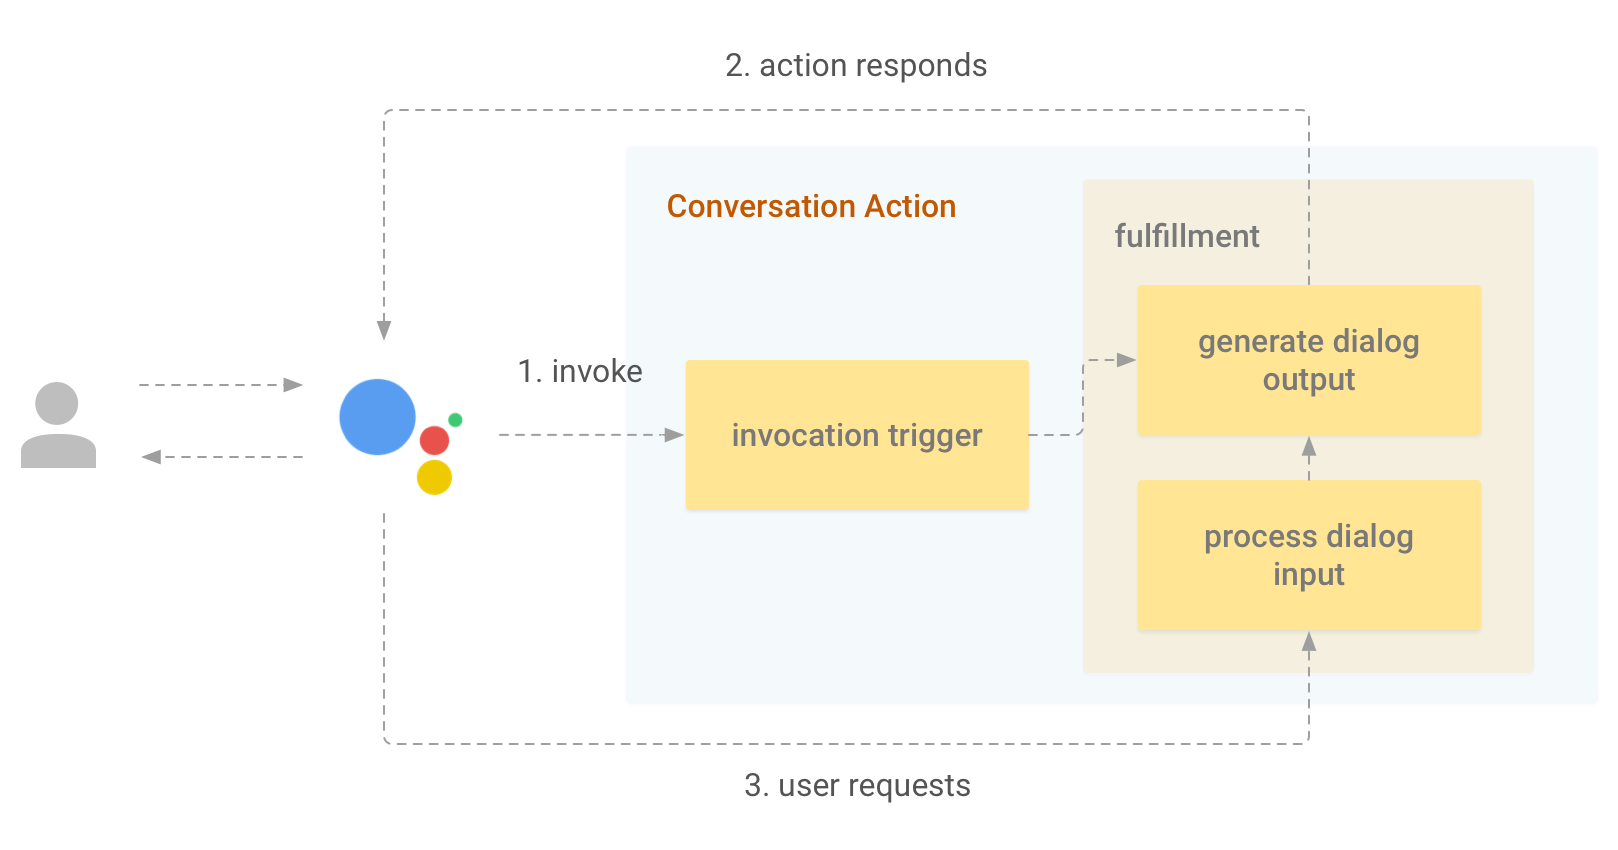 2. action responds
Conversation Action
fulfillment
generate dialog
output
1. invoke
invocation trigger
process dialog
input
3. user requests